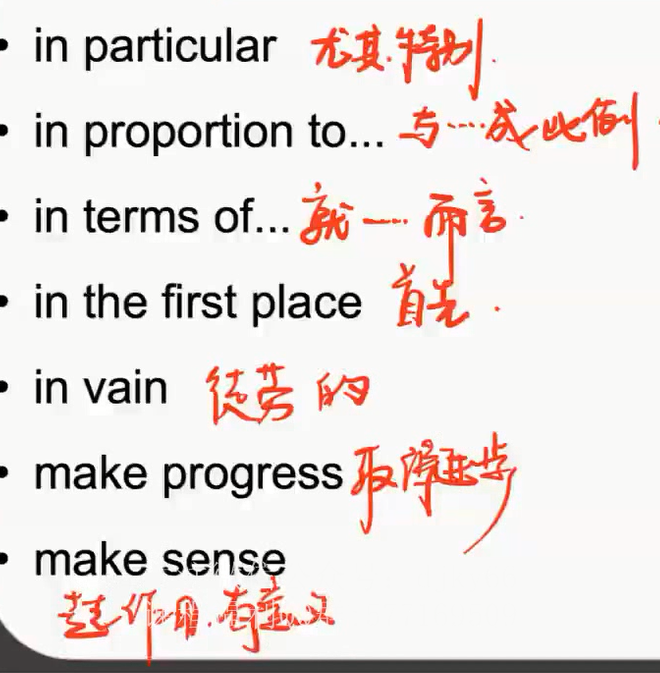 • in particular 尤其.特别.
• in proportion to... 与……成比例
• in terms of... 就……而言.
• in the first place 首先.
• in vain 徒劳的
• make progress 取得进步
• make sense
起作用.有意义